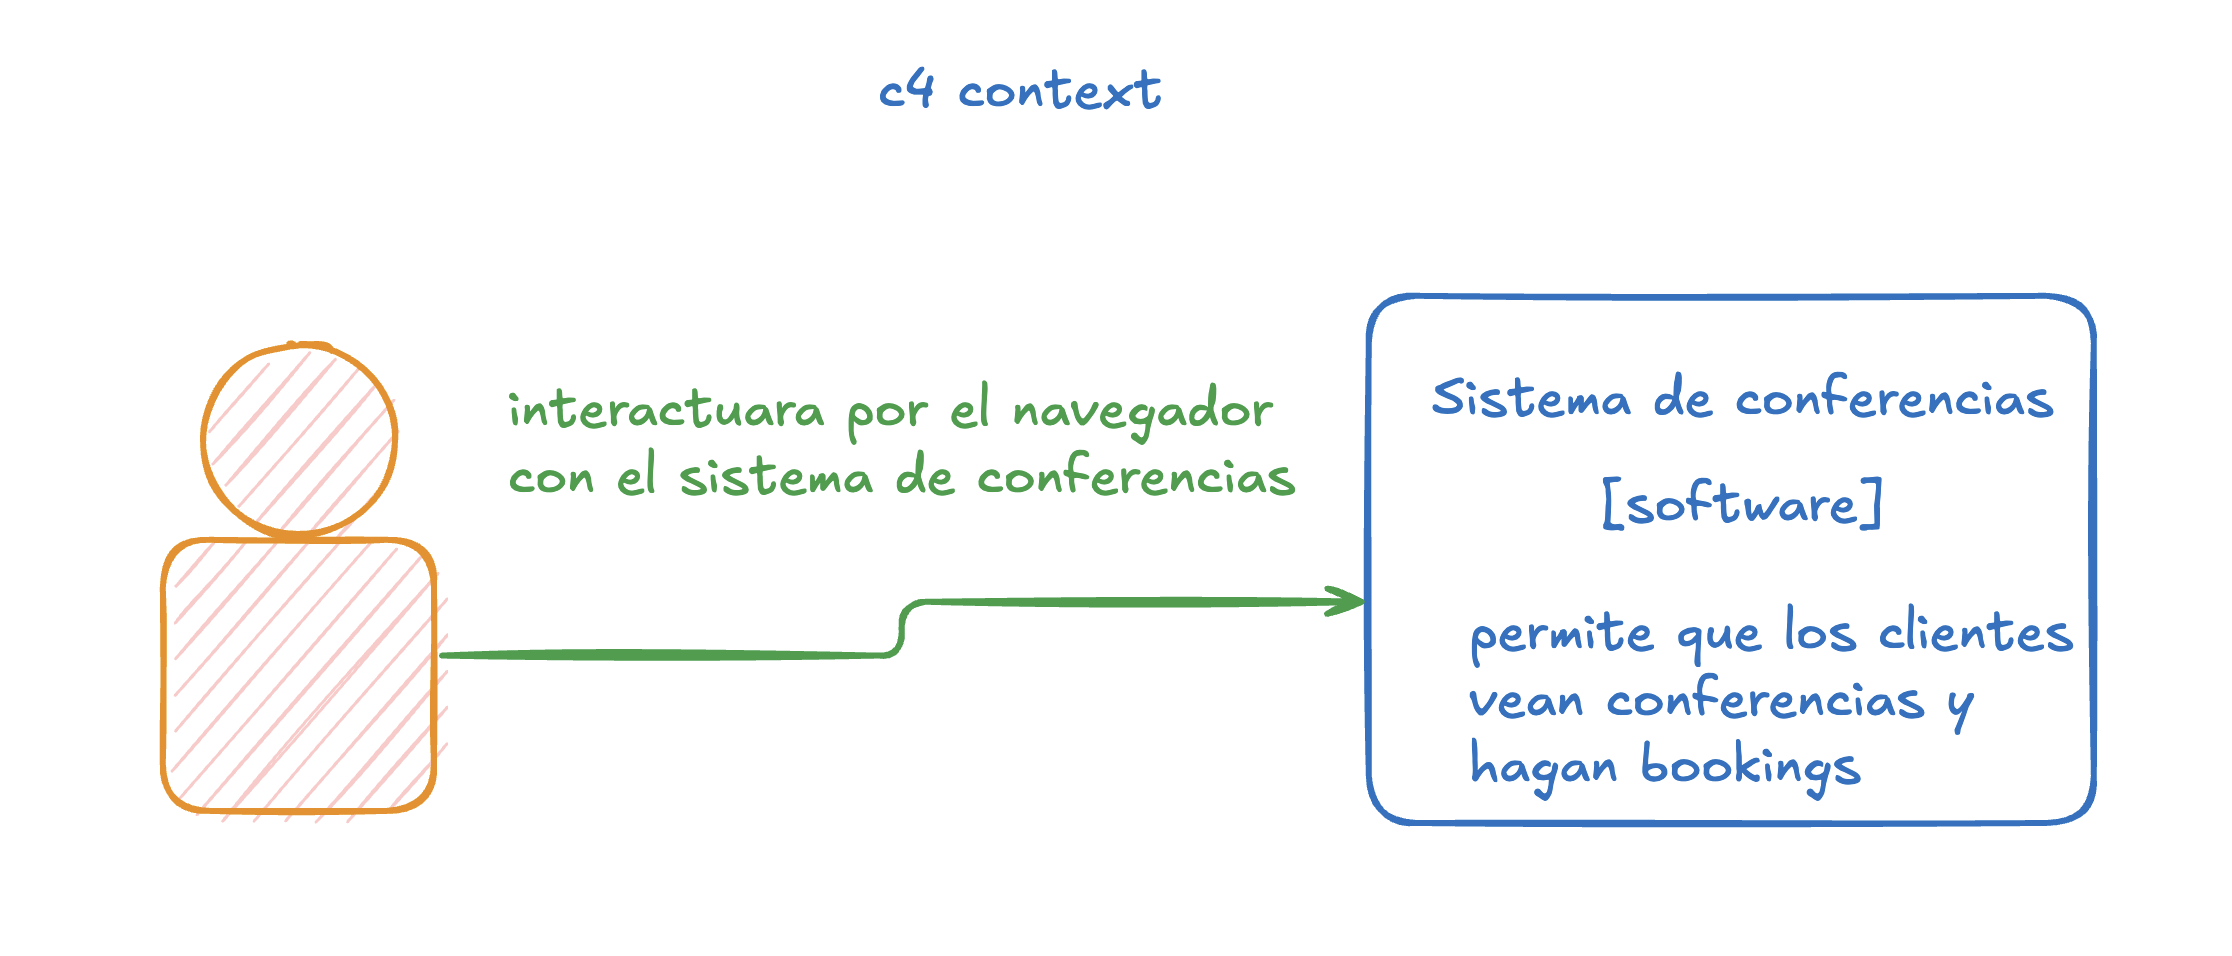 c4 context
interactuara por el navegador
con el sistema de conferencias
Sistema de conferencias
[software]
permite que los clientes
vean conferencias y
hagan bookings